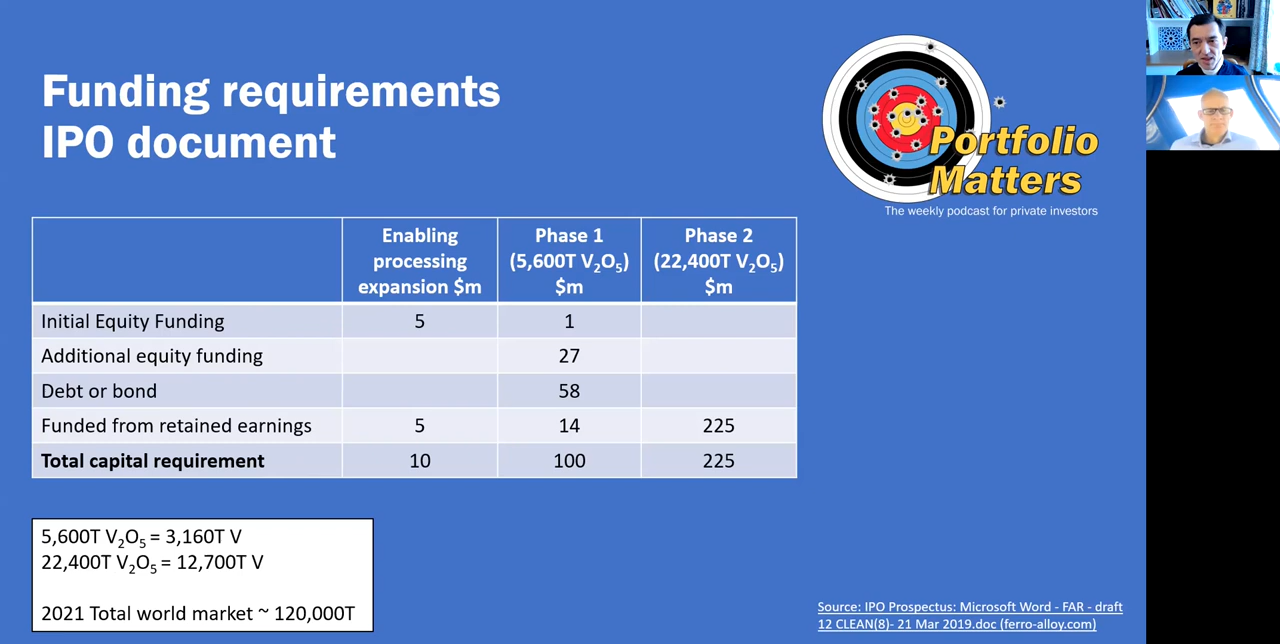 Funding requirements
IPO document
Portfolio
Matters
The weekly podcast for private investors
Enabling processing expansion $m Phase 1 (5,600T V₂O₅) $m Phase 2 (22,400T V₂O₅) $m
Initial Equity Funding 5 1
Additional equity funding 27
Debt or bond 58
Funded from retained earnings 5 14 225
Total capital requirement 10 100 225
5,600T V₂O₅ = 3,160T V
22,400T V₂O₅ = 12,700T V
2021 Total world market ~ 120,000T
Source: IPO Prospectus: Microsoft Word - FAR - draft
12 CLEAN(8)- 21 Mar 2019.doc (ferro-alloy.com)